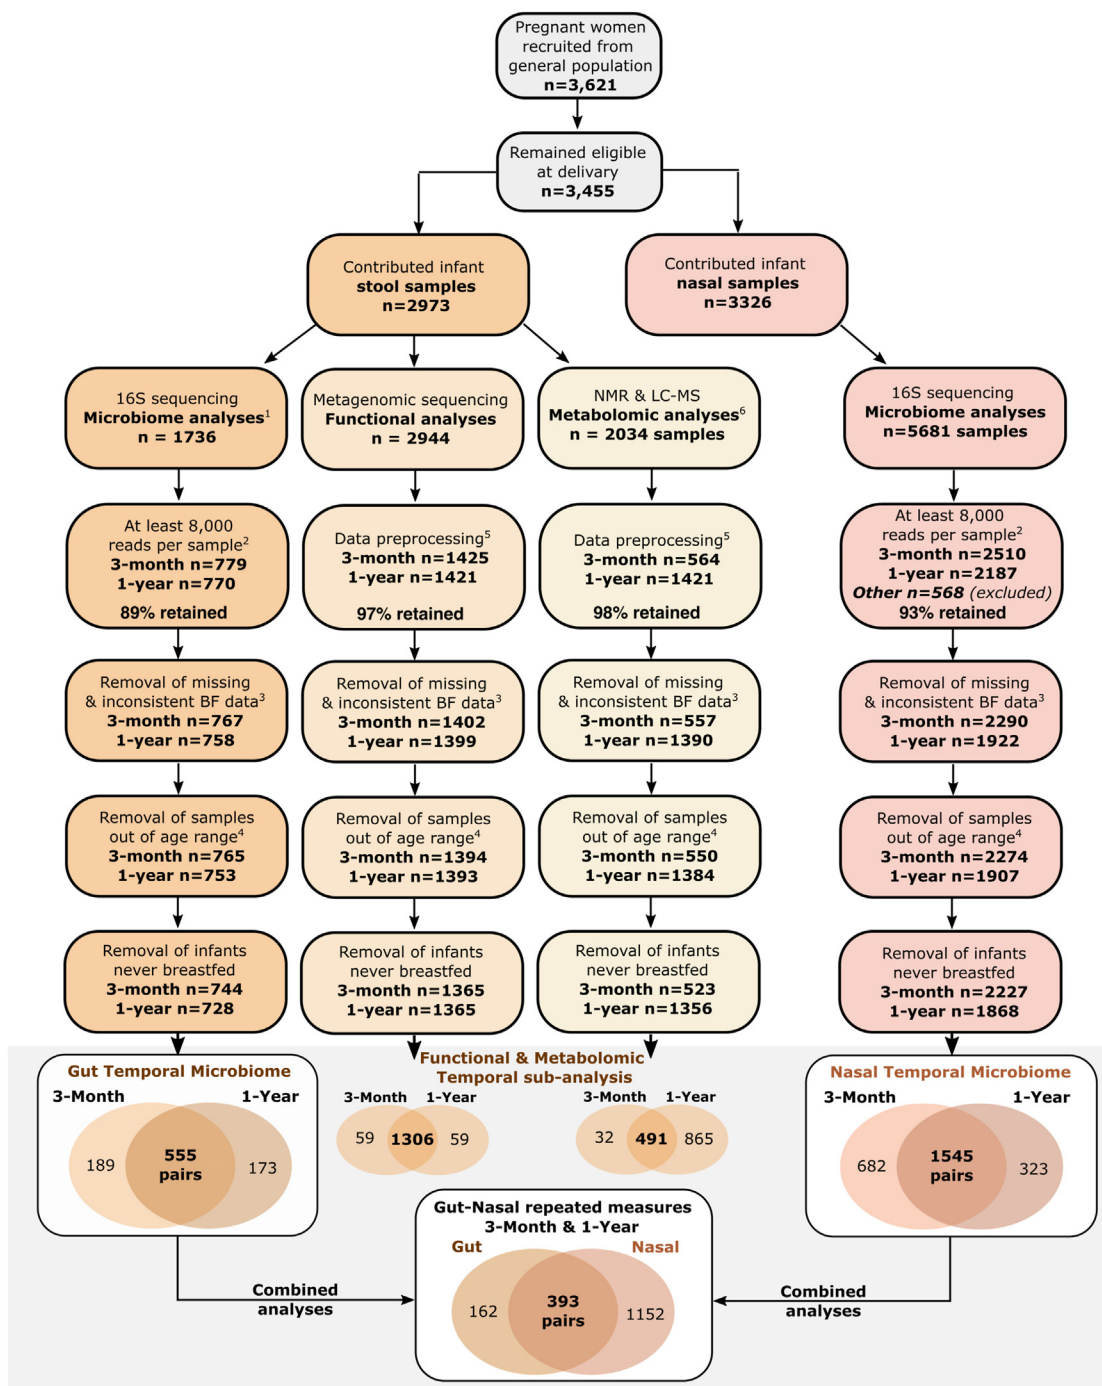 Pregnant women
recruited from
general population
n=3,621
Remained eligible
at delivary
n=3,455
Contributed infant
stool samples
n=2973
Contributed infant
nasal samples
n=3326
16S sequencing
Microbiome analyses1
n = 1736
Metagenomic sequencing
Functional analyses
n = 2944
NMR & LC-MS
Metabolomic analyses6
n = 2034 samples
16S sequencing
Microbiome analyses
n=5681 samples
At least 8,000
reads per sample2
3-month n=779
1-year n=770
89% retained
Data preprocessing5
3-month n=1425
1-year n=1421
97% retained
Data preprocessing5
3-month n=564
1-year n=1421
98% retained
At least 8,000
reads per sample2
3-month n=2510
1-year n=2187
Other n=568 (excluded)
93% retained
Removal of missing
& inconsistent BF data3
3-month n=767
1-year n=758
Removal of missing
& inconsistent BF data3
3-month n=1402
1-year n=1399
Removal of missing
& inconsistent BF data3
3-month n=557
1-year n=1390
Removal of missing
& inconsistent BF data3
3-month n=2290
1-year n=1922
Removal of samples
out of age range4
3-month n=765
1-year n=753
Removal of samples
out of age range4
3-month n=1394
1-year n=1393
Removal of samples
out of age range4
3-month n=550
1-year n=1384
Removal of samples
out of age range4
3-month n=2274
1-year n=1907
Removal of infants
never breastfed
3-month n=744
1-year n=728
Removal of infants
never breastfed
3-month n=1365
1-year n=1365
Removal of infants
never breastfed
3-month n=523
1-year n=1356
Removal of infants
never breastfed
3-month n=2227
1-year n=1868
Gut Temporal Microbiome
3-Month 1-Year
189 555 173
pairs
Functional & Metabolomic
Temporal sub-analysis
3-Month 1-Year
59 1306 59
3-Month 1-Year
32 491 865
Nasal Temporal Microbiome
3-Month 1-Year
682 1545 323
pairs
Gut-Nasal repeated measures
3-Month & 1-Year
Gut Nasal
162 393 1152
pairs
Combined
analyses
Combined
analyses